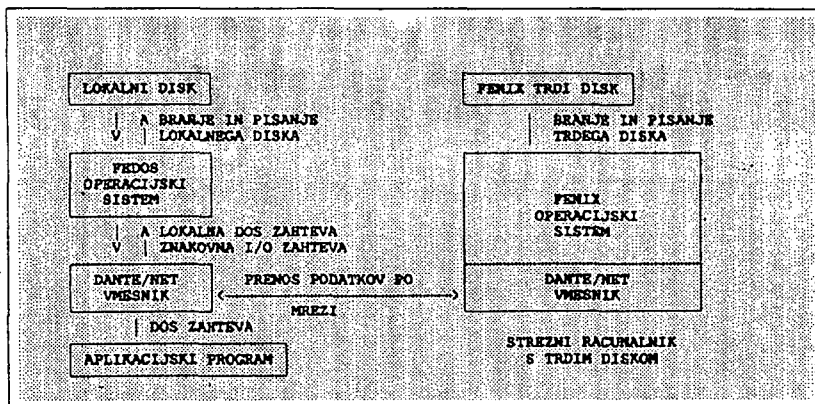 LOKALNI DISK
| A BRANJE IN PISANJE
V | LOKALNEGA DISKA
FEDOS
OPERACIJSKI
SISTEM
| A LOKALNA DOS ZAHTEVA
V | ZNAKOVNA I/O ZAHTEVA
DANTE/NET
VMESNIK
| DOS ZAHTEVA
APLIKACIJSKI PROGRAM
PRENOS PODATKOV PO
MREZI
FENIX TRDI DISK
BRANJE IN PISANJE
TRDEGA DISKA
FENIX
OPERACIJSKI
SISTEM
DANTE/NET
VMESNIK
STREZNI RACUNALNIK
S TRDIM DISKOM